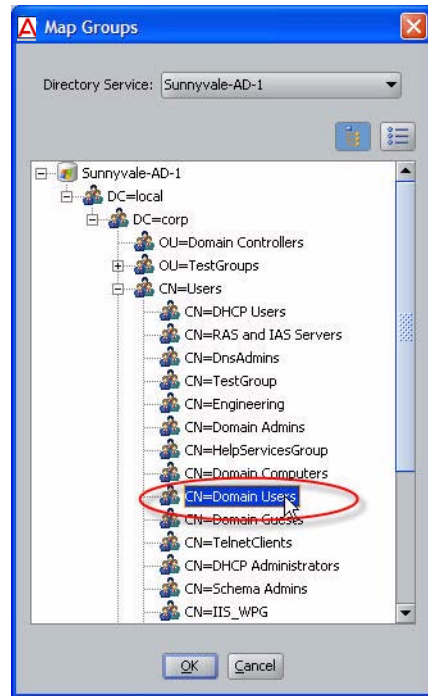 Map Groups
Directory Service: Sunnyvale-AD-1
Sunnyvale-AD-1
DC=local
DC=corp
OU=Domain Controllers
OU=TestGroups
CN=Users
CN=DHCP Users
CN=RAS and IAS Servers
CN=DnsAdmins
CN=TestGroup
CN=Engineering
CN=Domain Admins
CN=HelpServicesGroup
CN=Domain Computers
CN=Domain Users
CN=Domain Guests
CN=TelnetClients
CN=DHCP Administrators
CN=Schema Admins
CN=IIS_WPG
OK Cancel